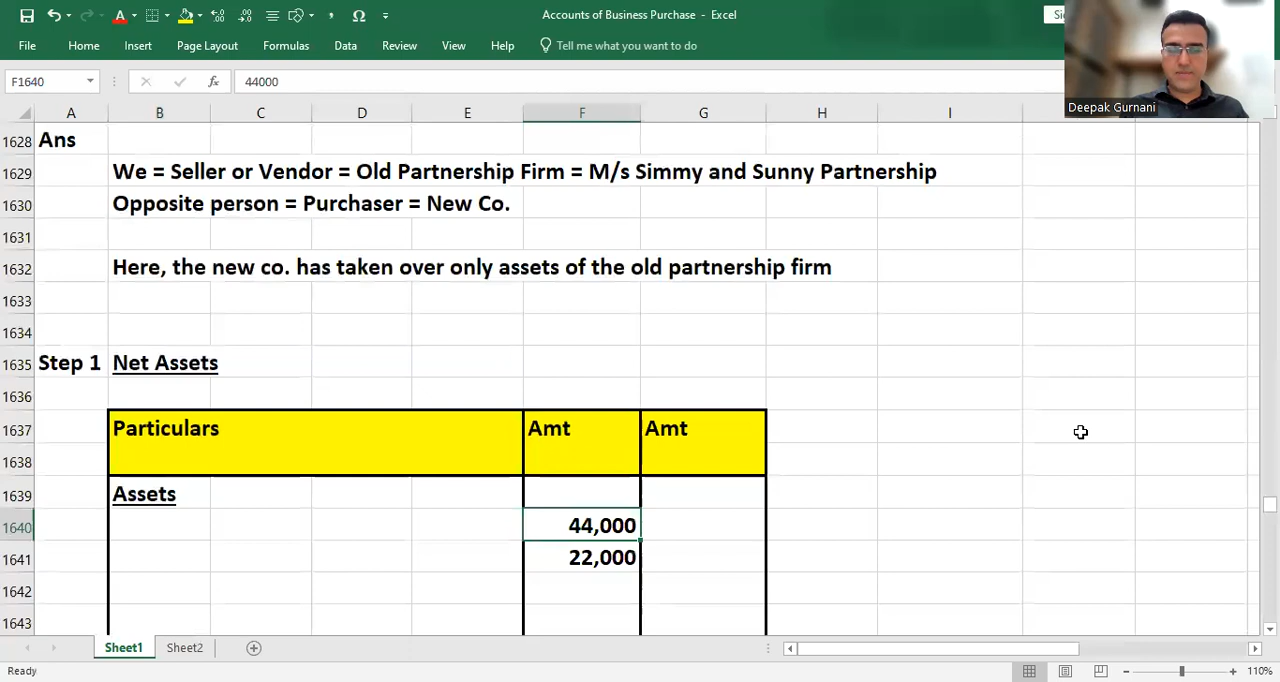 Accounts of Business Purchase - Excel
File Home Insert Page Layout Formulas Data Review View Help Tell me what you want to do
Deepak Gurnani
F1640 fx 44000
A B C D E F G H I
1628 Ans
1629 We = Seller or Vendor = Old Partnership Firm = M/s Simmy and Sunny Partnership
1630 Opposite person = Purchaser = New Co.
1631
1632 Here, the new co. has taken over only assets of the old partnership firm
1633
1634
1635 Step 1 Net Assets
1636
1637 Particulars Amt Amt
1638
1639 Assets
1640 44,000
1641 22,000
1642
1643
Sheet1 Sheet2
Ready 110%